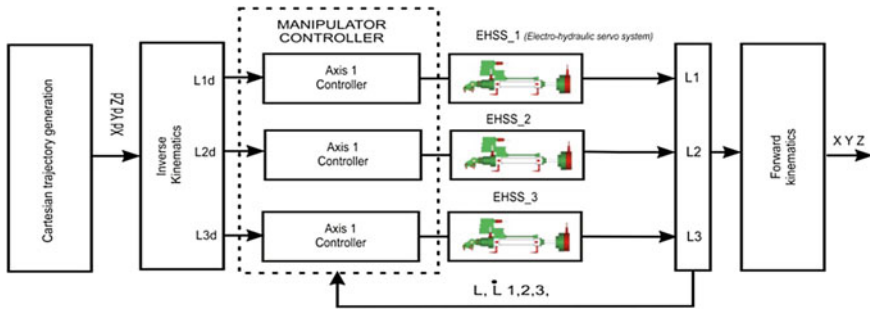 MANIPULATOR
CONTROLLER
EHSS_1 (Electro-hydraulic servo system)
Cartesian trajectory generation
Xd Yd Zd
Inverse
Kinematics
L1d
Axis 1
Controller
L1
L2d
Axis 1
Controller
EHSS_2
L2
L3d
Axis 1
Controller
EHSS_3
L3
Forward
kinematics
X Y Z
L, L̇ 1,2,3,